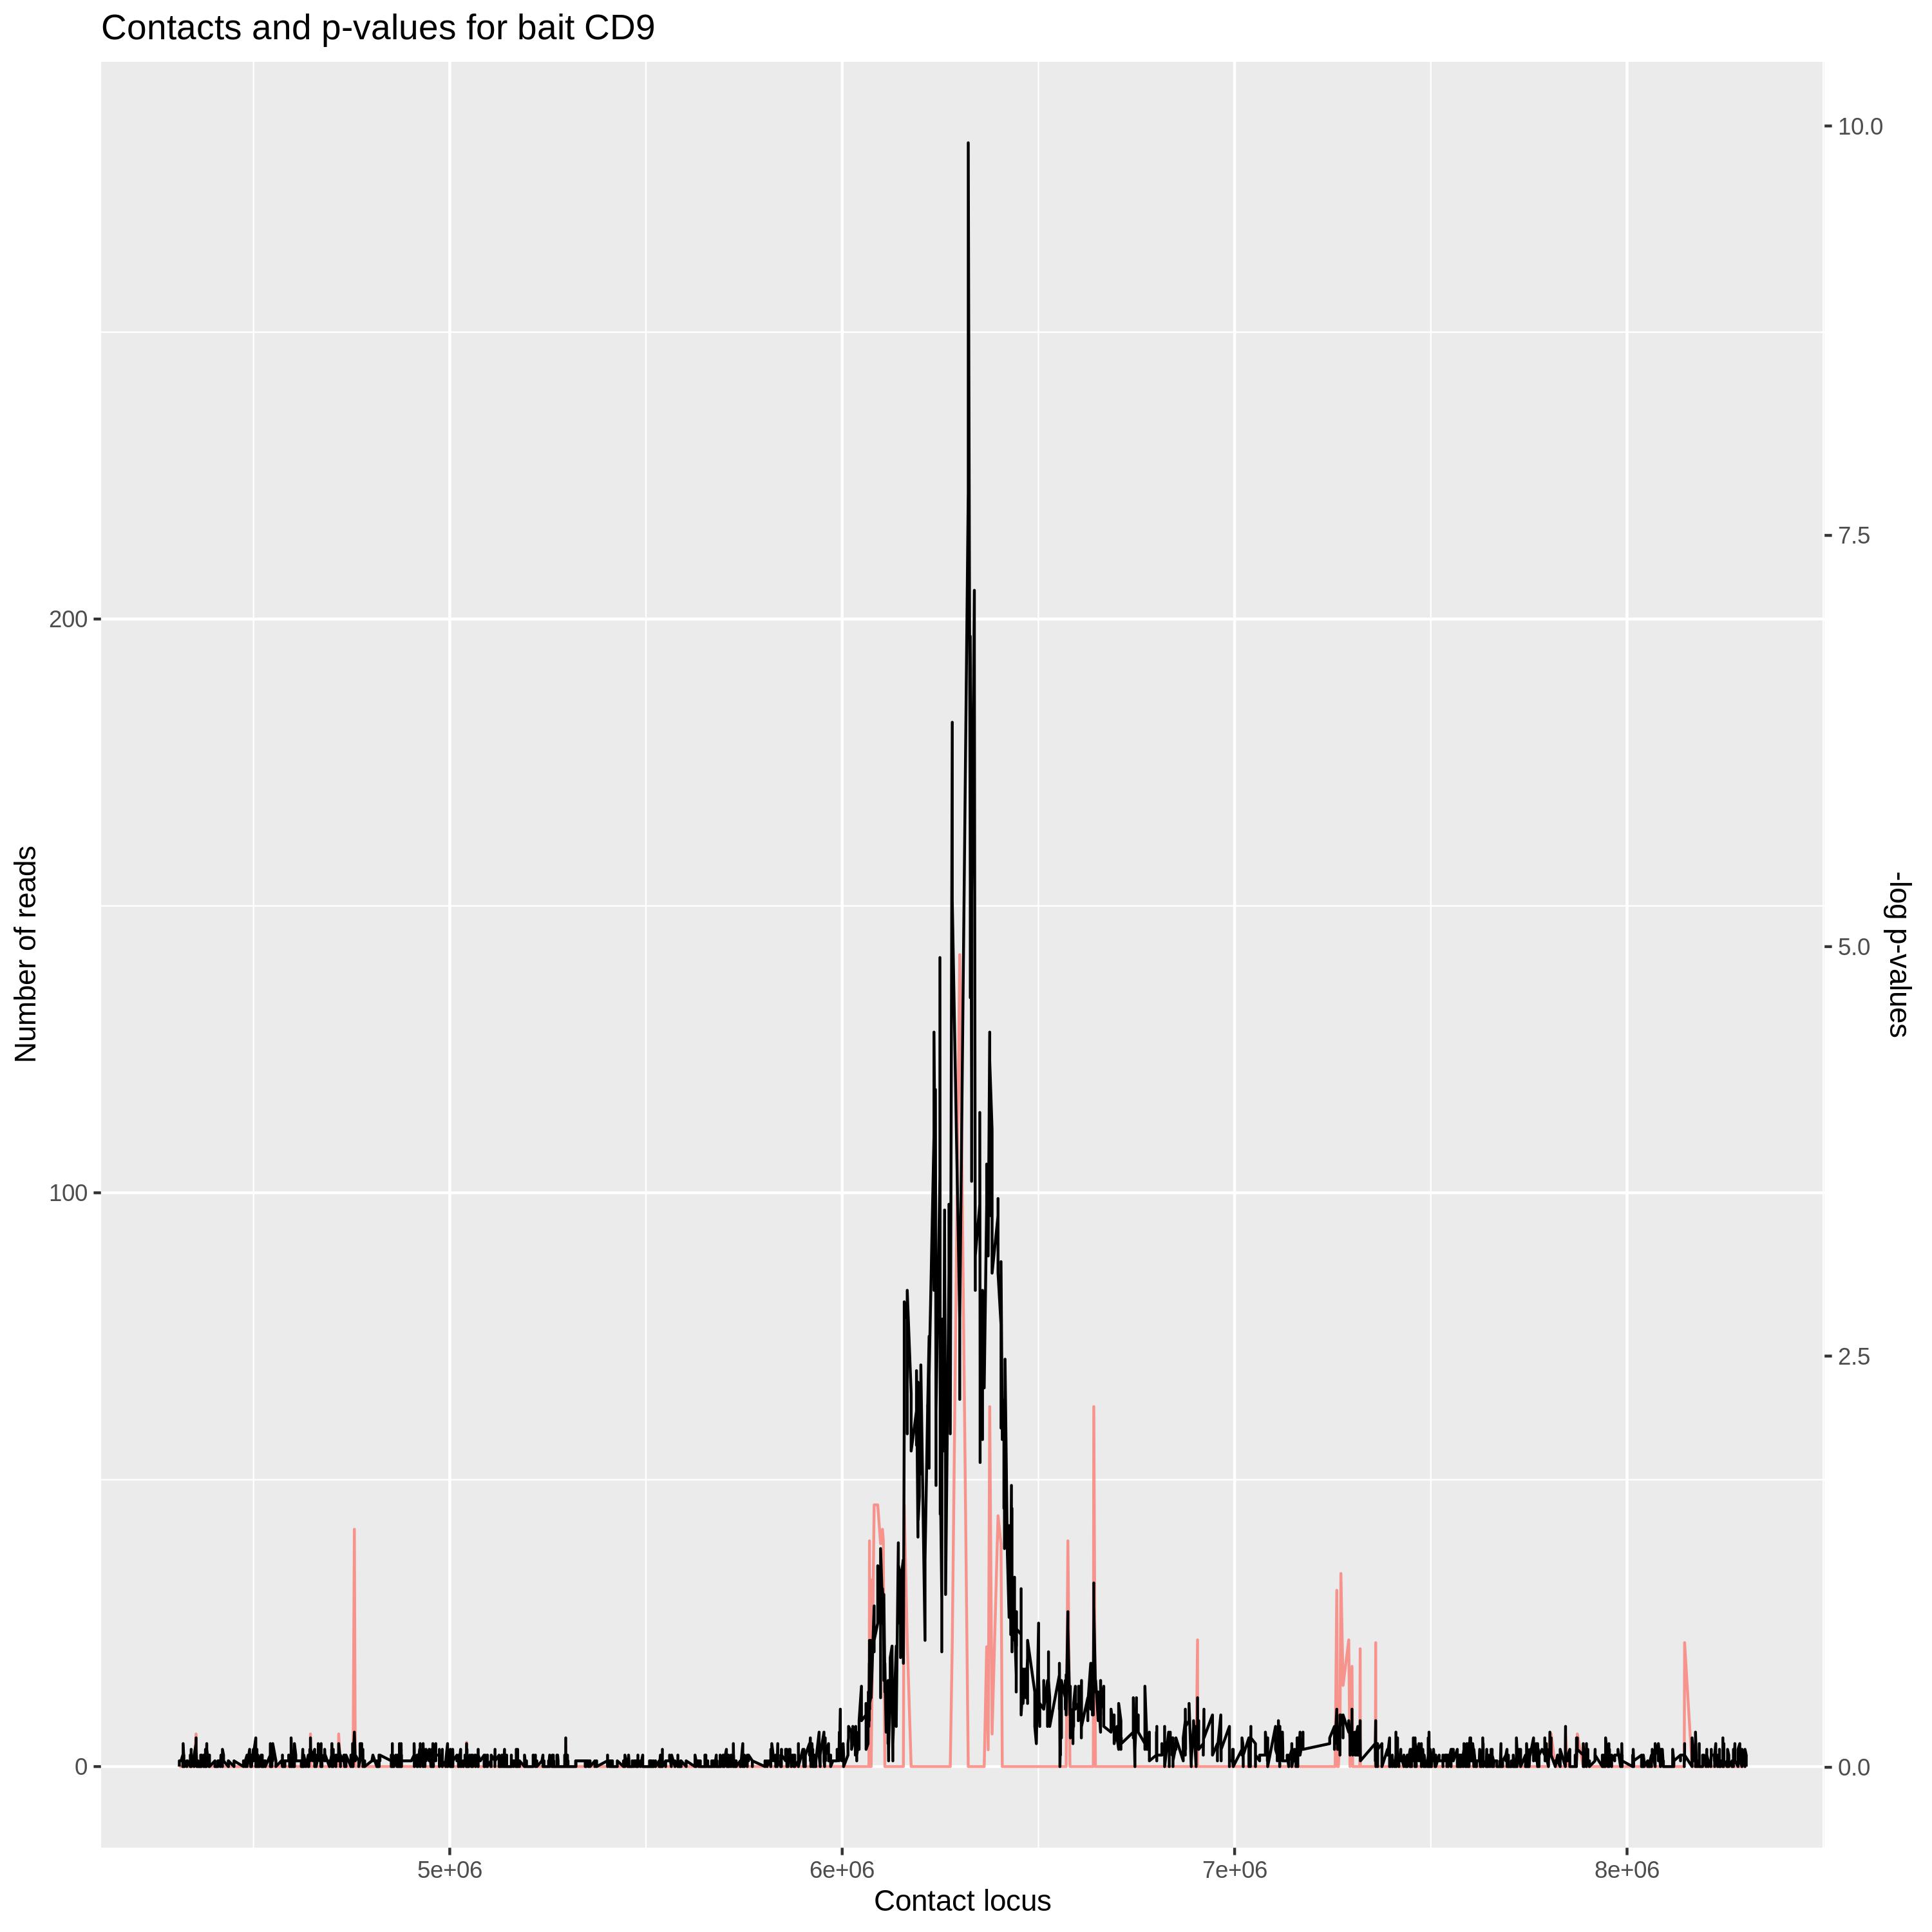 Contacts and p-values for bait CD9
Number of reads
200
100
0
10.0
7.5
5.0
2.5
0.0
-log p-values
5e+06 6e+06 7e+06 8e+06
Contact locus